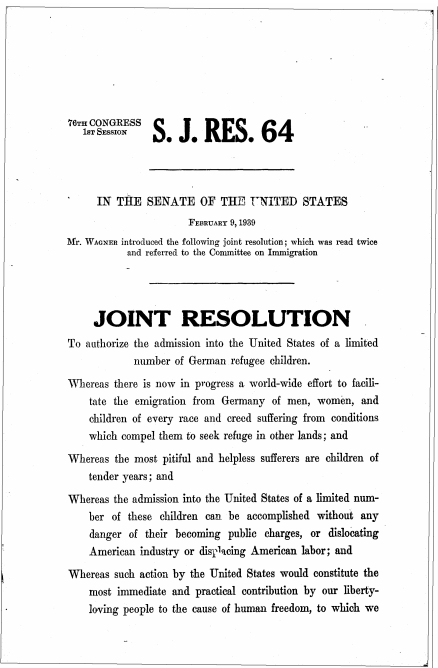 76TH CONGRESS
1ST SESSION
S. J. RES. 64
IN THE SENATE OF THE UNITED STATES
FEBRUARY 9, 1939
Mr. WAGNER introduced the following joint resolution; which was read twice
and referred to the Committee on Immigration
JOINT RESOLUTION
To authorize the admission into the United States of a limited
number of German refugee children.
Whereas there is now in progress a world-wide effort to facili-
tate the emigration from Germany of men, women, and
children of every race and creed suffering from conditions
which compel them to seek refuge in other lands; and
Whereas the most pitiful and helpless sufferers are children of
tender years; and
Whereas the admission into the United States of a limited num-
ber of these children can be accomplished without any
danger of their becoming public charges, or dislocating
American industry or displacing American labor; and
Whereas such action by the United States would constitute the
most immediate and practical contribution by our liberty-
loving people to the cause of human freedom, to which we